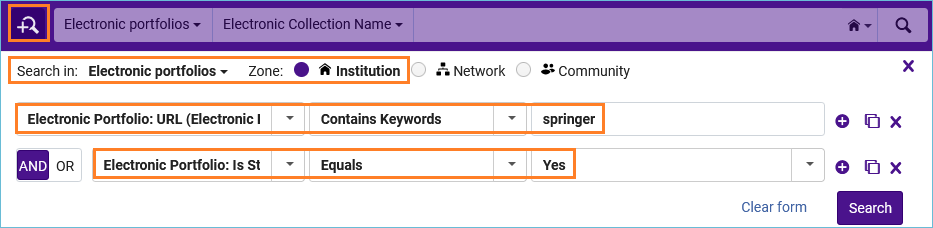 Electronic portfolios Electronic Collection Name
Search in: Electronic portfolios Zone: Institution Network Community
Electronic Portfolio: URL (Electronic I Contains Keywords springer
AND OR Electronic Portfolio: Is St Equals Yes
Clear form Search